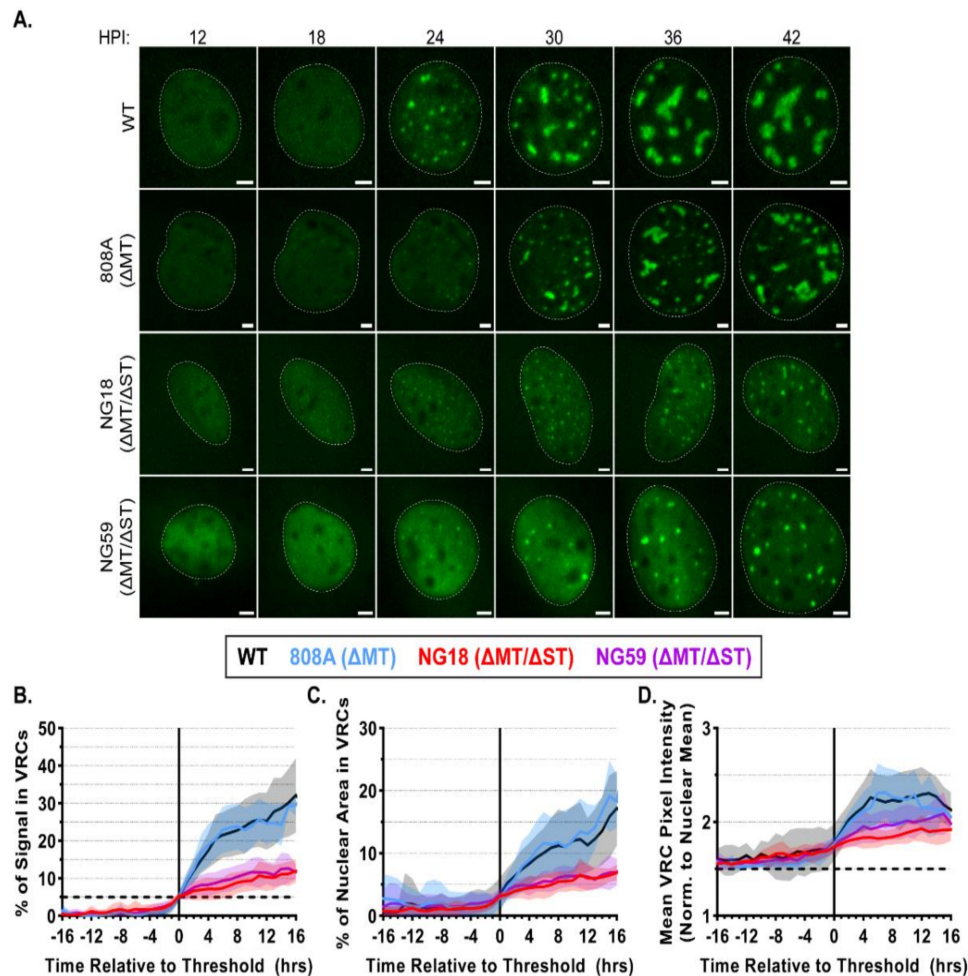 A.
HPI: 12 18 24 30 36 42
WT
808A
(ΔMT)
NG18
(ΔMT/ΔST)
NG59
(ΔMT/ΔST)
WT 808A (ΔMT) NG18 (ΔMT/ΔST) NG59 (ΔMT/ΔST)
B.
% of Signal in VRCs
50
40
30
20
10
0
-16 -12 -8 -4 0 4 8 12 16
Time Relative to Threshold (hrs)
C.
% of Nuclear Area in VRCs
30
20
10
0
-16 -12 -8 -4 0 4 8 12 16
Time Relative to Threshold (hrs)
D.
Mean VRC Pixel Intensity
(Norm. to Nuclear Mean)
3
2
1
-16 -12 -8 -4 0 4 8 12 16
Time Relative to Threshold (hrs)